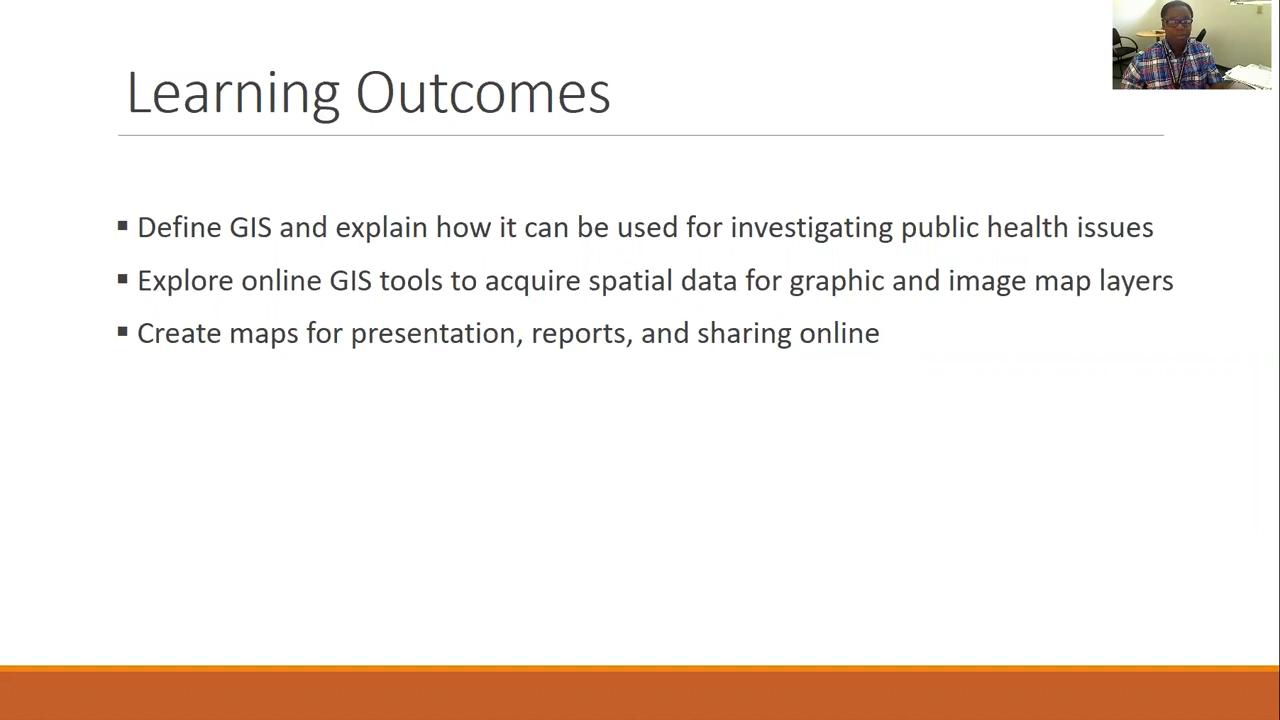 Learning Outcomes
▪ Define GIS and explain how it can be used for investigating public health issues
▪ Explore online GIS tools to acquire spatial data for graphic and image map layers
▪ Create maps for presentation, reports, and sharing online